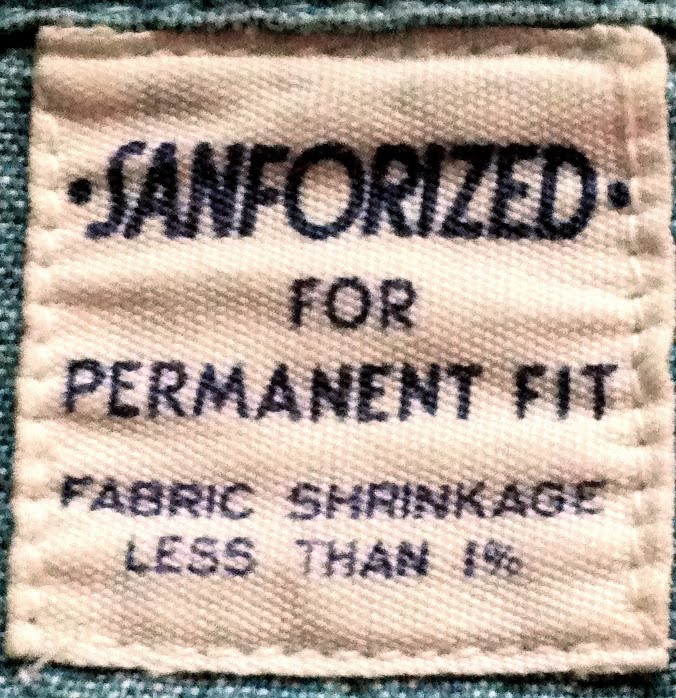 •SANFORIZED•
FOR
PERMANENT FIT
FABRIC SHRINKAGE
LESS THAN 1%